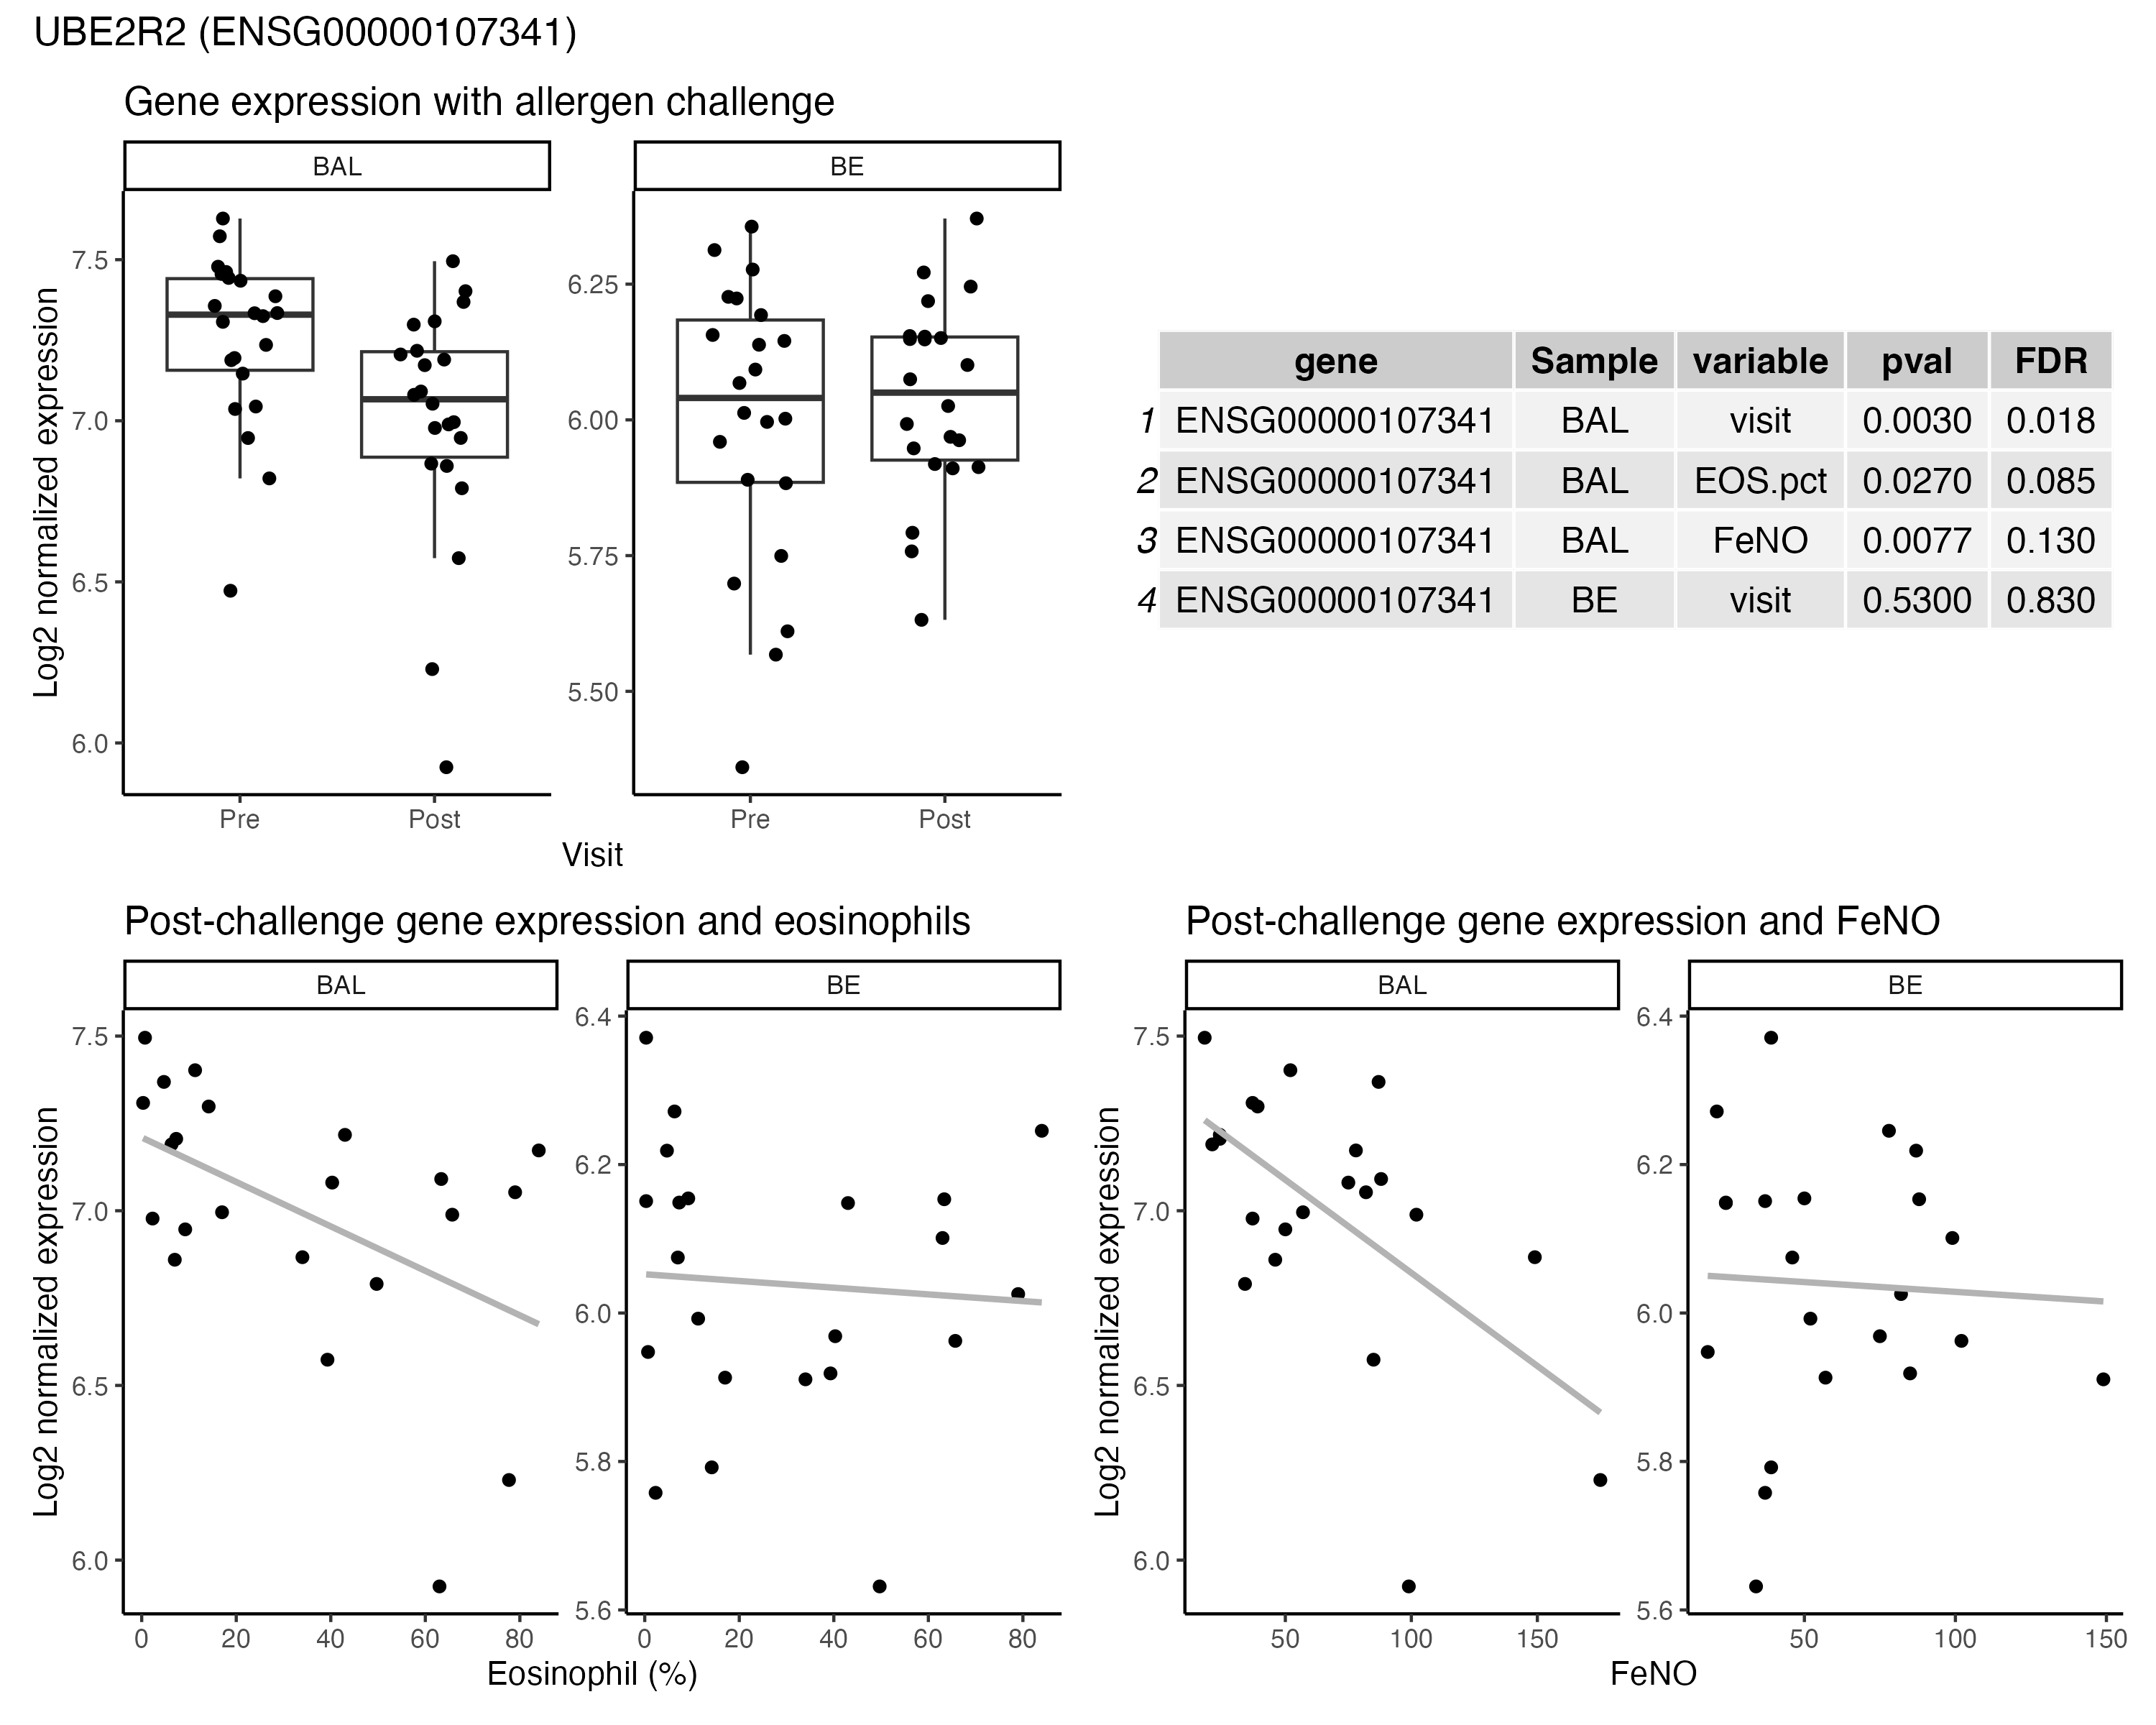 UBE2R2 (ENSG00000107341)
Gene expression with allergen challenge
BAL
BE
Log2 normalized expression
7.5
7.0
6.5
6.0
6.25
6.00
5.75
5.50
Pre
Post
Pre
Post
Visit
gene Sample variable pval FDR
1 ENSG00000107341 BAL visit 0.0030 0.018
2 ENSG00000107341 BAL EOS.pct 0.0270 0.085
3 ENSG00000107341 BAL FeNO 0.0077 0.130
4 ENSG00000107341 BE visit 0.5300 0.830
Post-challenge gene expression and eosinophils
BAL
BE
Log2 normalized expression
7.5
7.0
6.5
6.0
6.4
6.2
6.0
5.8
5.6
0 20 40 60 80
0 20 40 60 80
Eosinophil (%)
Post-challenge gene expression and FeNO
BAL
BE
Log2 normalized expression
7.5
7.0
6.5
6.0
6.4
6.2
6.0
5.8
5.6
50 100 150
50 100 150
FeNO